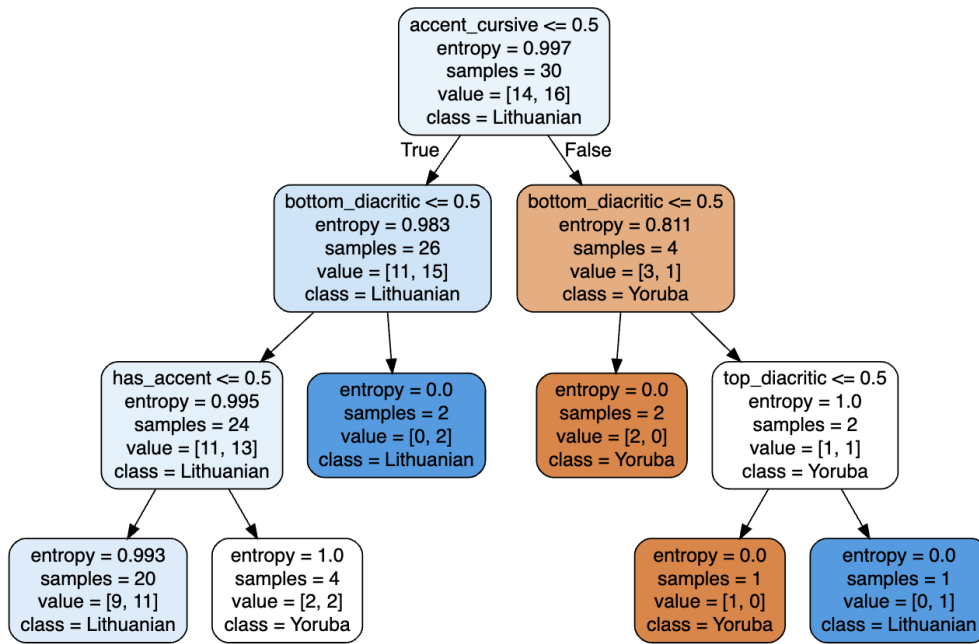 accent_cursive <= 0.5
entropy = 0.997
samples = 30
value = [14, 16]
class = Lithuanian
True
False
bottom_diacritic <= 0.5
entropy = 0.983
samples = 26
value = [11, 15]
class = Lithuanian
bottom_diacritic <= 0.5
entropy = 0.811
samples = 4
value = [3, 1]
class = Yoruba
has_accent <= 0.5
entropy = 0.995
samples = 24
value = [11, 13]
class = Lithuanian
entropy = 0.0
samples = 2
value = [0, 2]
class = Lithuanian
entropy = 0.0
samples = 2
value = [2, 0]
class = Yoruba
top_diacritic <= 0.5
entropy = 1.0
samples = 2
value = [1, 1]
class = Yoruba
entropy = 0.993
samples = 20
value = [9, 11]
class = Lithuanian
entropy = 1.0
samples = 4
value = [2, 2]
class = Yoruba
entropy = 0.0
samples = 1
value = [1, 0]
class = Yoruba
entropy = 0.0
samples = 1
value = [0, 1]
class = Lithuanian